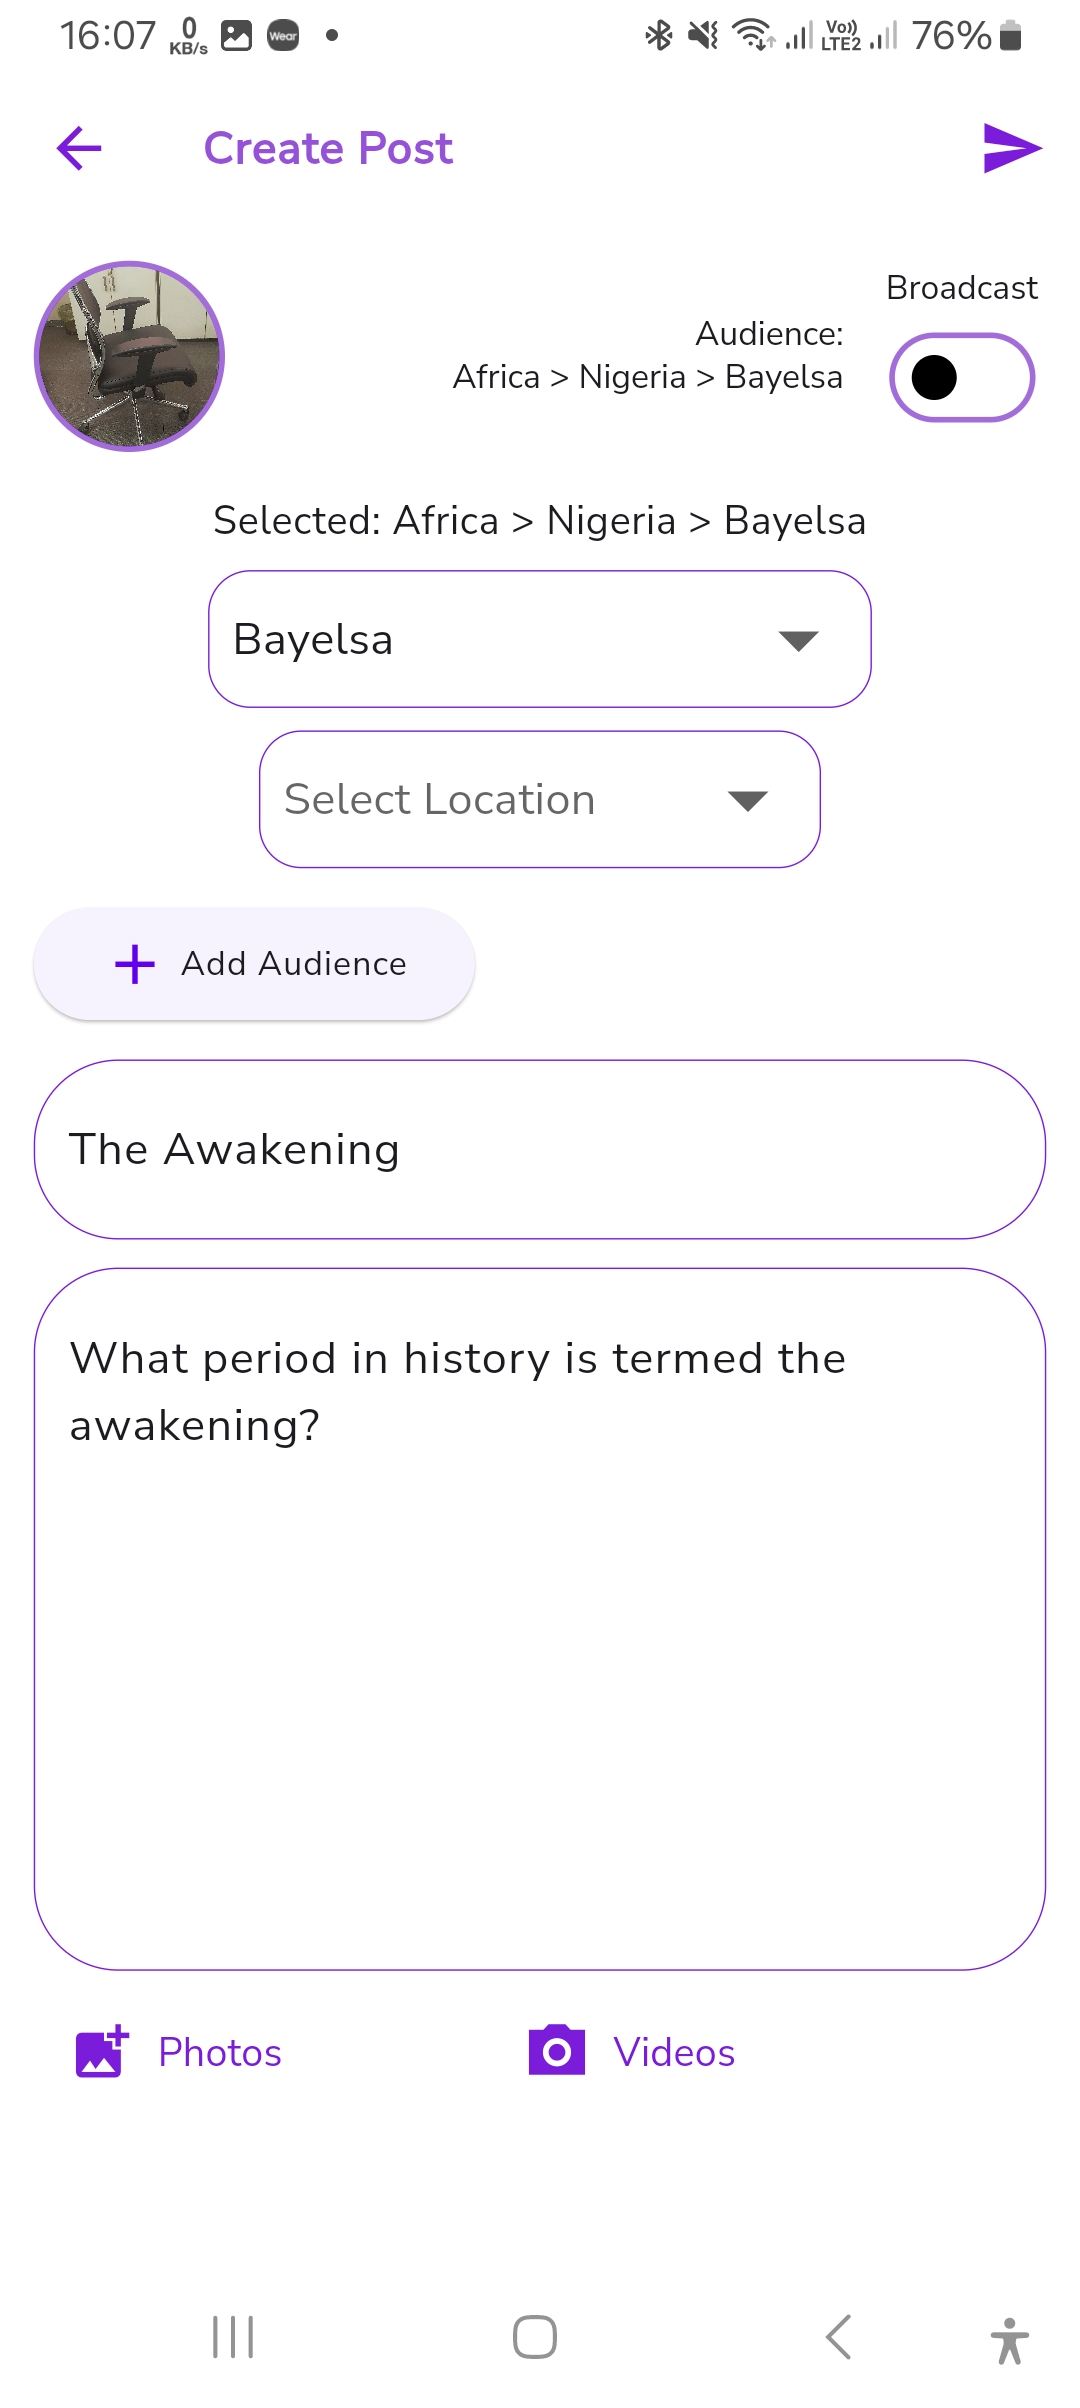 16:07 0 KB/s Wear Vo)) LTE2 76%
Create Post
Broadcast
Audience:
Africa > Nigeria > Bayelsa
Selected: Africa > Nigeria > Bayelsa
Bayelsa
Select Location
Add Audience
The Awakening
What period in history is termed the
awakening?
Photos
Videos